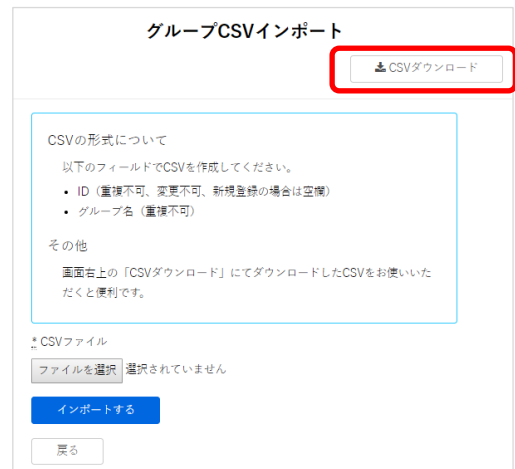 グループCSVインポート
CSVダウンロード
CSVの形式について
以下のフィールドでCSVを作成してください。
• ID（重複不可、変更不可、新規登録の場合は空欄）
• グループ名（重複不可）
その他
画面右上の「CSVダウンロード」にてダウンロードしたCSVをお使いいた
だくと便利です。
* CSVファイル
ファイルを選択 選択されていません
インポートする
戻る